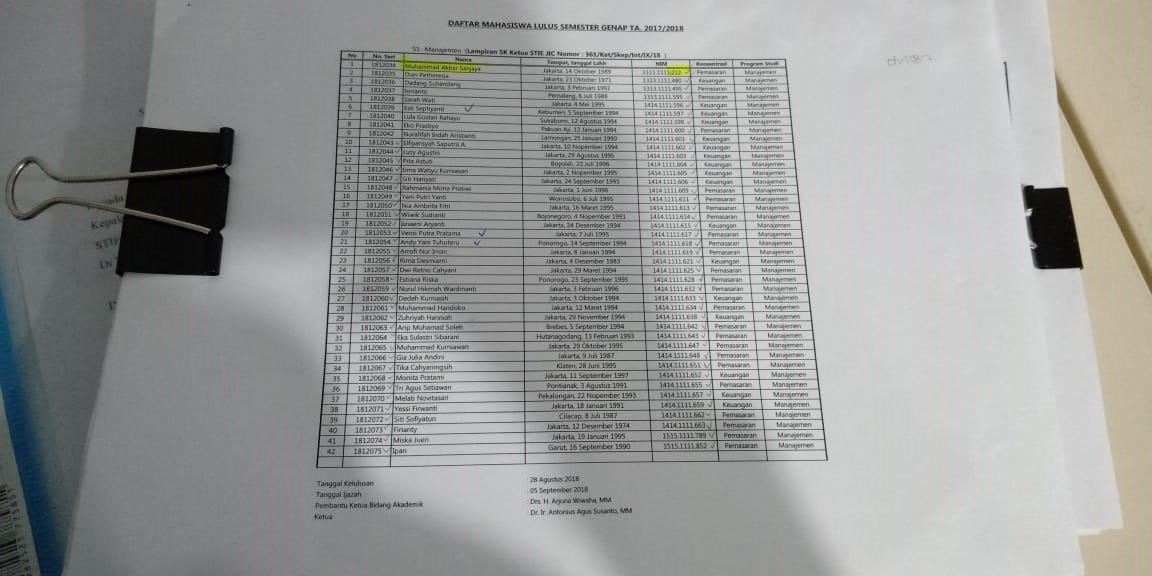 DAFTAR MAHASISWA LULUS SEMESTER GENAP TA. 2017/2018
S1- Manajemen (Lampiran SK Ketua STIE JIC Nomor : 361/Ket/Skep/Int/IX/18 )
No No. Seri Nama Tempat, tanggal Lahir NIM Konsentrasi Program Studi
1 1812034 Muhammad Akbar Sanjaya Jakarta, 14 Oktober 1989 1111.1111.212 Pemasaran Manajemen
2 1812035 Dian Petheresia Jakarta, 23 Oktober 1971 1313.1111.480 Keuangan Manajemen
3 1812036 Dadang Suhendang Jakarta, 3 Pebruari 1992 1313.1111.495 Pemasaran Manajemen
4 1812037 Ismanto Pemalang, 6 Juli 1988 1313.1111.595 Pemasaran Manajemen
5 1812038 Sarah Wati Jakarta, 4 Mei 1995 1414.1111.596 Keuangan Manajemen
6 1812039 Esti Septiyanti Kebumen, 5 September 1994 1414.1111.597 Keuangan Manajemen
7 1812040 Lula Gustari Rahayu Sukabumi, 12 Agustus 1994 1414.1111.598 Keuangan Manajemen
8 1812041 Eko Prastiyo Pakuan Aji, 12 Januari 1994 1414.1111.600 Pemasaran Manajemen
9 1812042 Nurafifah Indah Aristianti Lamongan, 25 Januari 1990 1414.1111.601 Keuangan Manajemen
10 1812043 Elfiyansyah Saputra A. Jakarta, 10 Nopember 1995 1414.1111.602 Keuangan Manajemen
11 1812044 Lusy Agustin Jakarta, 29 Agustus 1995 1414.1111.603 Keuangan Manajemen
12 1812045 Pita Astuti Boyolali, 23 Juli 1996 1414.1111.604 Keuangan Manajemen
13 1812046 Irma Wahyu Kurniasan Jakarta, 2 Nopember 1995 1414.1111.605 Keuangan Manajemen
14 1812047 Siti Hariyati Jakarta, 24 September 1995 1414.1111.606 Keuangan Manajemen
15 1812048 Rahmania Mirna Pratiwi Jakarta, 1 Juni 1996 1414.1111.609 Pemasaran Manajemen
16 1812049 Yani Putri Yanti Wonosobo, 6 Juli 1995 1414.1111.611 Pemasaran Manajemen
17 1812050 Nia Ambrita Fitri Jakarta, 16 Maret 1995 1414.1111.613 Pemasaran Manajemen
18 1812051 Wiwik Sudianti Bojonegoro, 4 Nopember 1991 1414.1111.614 Pemasaran Manajemen
19 1812052 Isnaeni Aryanti Jakarta, 24 Desember 1994 1414.1111.615 Keuangan Manajemen
20 1812053 Vensi Putra Pratama Jakarta, 7 Juli 1995 1414.1111.617 Pemasaran Manajemen
21 1812054 Andy Yani Tuhuteru Ponorogo, 14 September 1994 1414.1111.618 Pemasaran Manajemen
22 1812055 Arrofi Nur Iman Jakarta, 8 Januari 1994 1414.1111.619 Pemasaran Manajemen
23 1812056 Rima Desmiarni Jakarta, 4 Desember 1983 1414.1111.621 Keuangan Manajemen
24 1812057 Dwi Retno Cahyani Jakarta, 29 Maret 1994 1414.1111.625 Pemasaran Manajemen
25 1812058 Estiana Riska Ponorogo, 23 September 1995 1414.1111.628 Pemasaran Manajemen
26 1812059 Nurul Hikmah Wardinanti Jakarta, 3 Februari 1996 1414.1111.632 Pemasaran Manajemen
27 1812060 Dedeh Kurniasih Jakarta, 3 Oktober 1994 1414.1111.633 Keuangan Manajemen
28 1812061 Muhammad Handoko Jakarta, 12 Maret 1994 1414.1111.634 Pemasaran Manajemen
29 1812062 Zuhriyah Hanniah Jakarta, 29 November 1994 1414.1111.638 Keuangan Manajemen
30 1812063 Arip Muhamad Soleh Brebes, 5 September 1994 1414.1111.642 Pemasaran Manajemen
31 1812064 Eka Sulastri Sibarani Hutanagodang, 13 Februari 1993 1414.1111.643 Pemasaran Manajemen
32 1812065 Muhammad Kurniawan Jakarta, 29 Oktober 1995 1414.1111.647 Pemasaran Manajemen
33 1812066 Gia Julia Andini Jakarta, 9 Juli 1987 1414.1111.648 Pemasaran Manajemen
34 1812067 Tika Cahyaningsih Klaten, 28 Juni 1995 1414.1111.651 Pemasaran Manajemen
35 1812068 Monita Pratami Jakarta, 11 September 1997 1414.1111.652 Keuangan Manajemen
36 1812069 Tri Agus Setiawan Pontianak, 3 Agustus 1991 1414.1111.655 Pemasaran Manajemen
37 1812070 Melati Novitasari Pekalongan, 22 Nopember 1993 1414.1111.657 Keuangan Manajemen
38 1812071 Yessi Firwanti Jakarta, 18 Januari 1991 1414.1111.659 Keuangan Manajemen
39 1812072 Siti Sofiyatun Cilacap, 8 Juli 1987 1414.1111.662 Pemasaran Manajemen
40 1812073 Firianty Jakarta, 12 Desember 1974 1414.1111.663 Pemasaran Manajemen
41 1812074 Miska Jueri Jakarta, 19 Januari 1995 1515.1111.789 Pemasaran Manajemen
42 1812075 Ipan Garut, 16 September 1990 1515.1111.852 Pemasaran Manajemen
Tanggal Kelulusan : 28 Agustus 2018
Tanggal Ijazah : 05 September 2018
Pembantu Ketua Bidang Akademik : Drs. H. Arjuna Wiwaha, MM
Ketua : Dr. Ir. Antonius Agus Susanto, MM